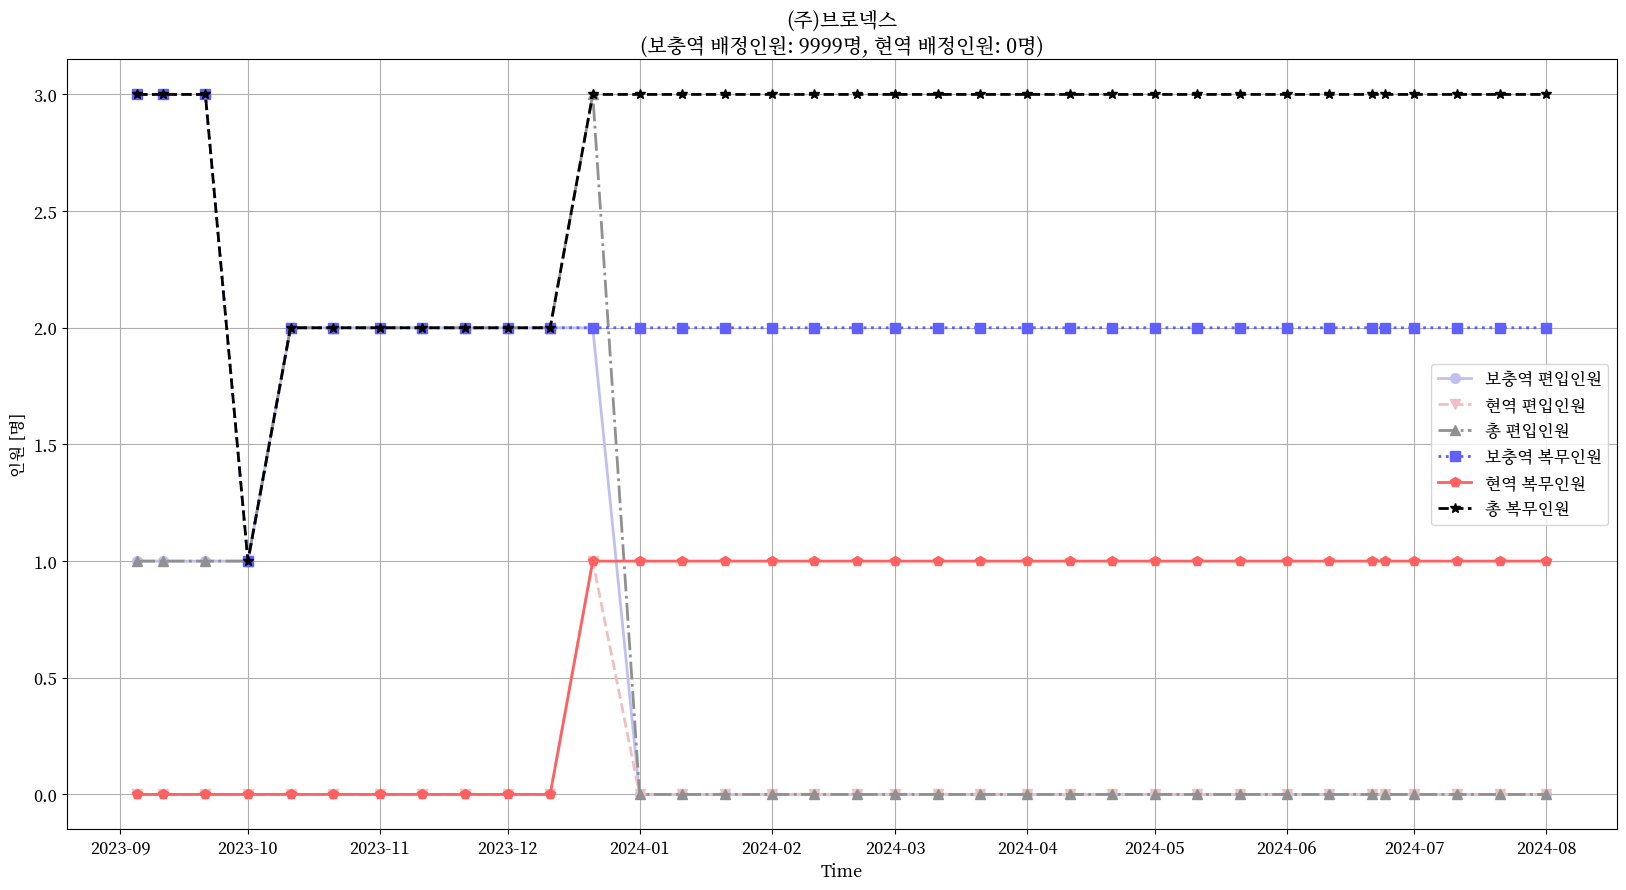 (주)브로넥스
(보충역 배정인원: 9999명, 현역 배정인원: 0명)
인원 [명]
3.0
2.5
2.0
1.5
1.0
0.5
0.0
보충역 편입인원
현역 편입인원
총 편입인원
보충역 복무인원
현역 복무인원
총 복무인원
2023-09 2023-10 2023-11 2023-12 2024-01 2024-02 2024-03 2024-04 2024-05 2024-06 2024-07 2024-08
Time